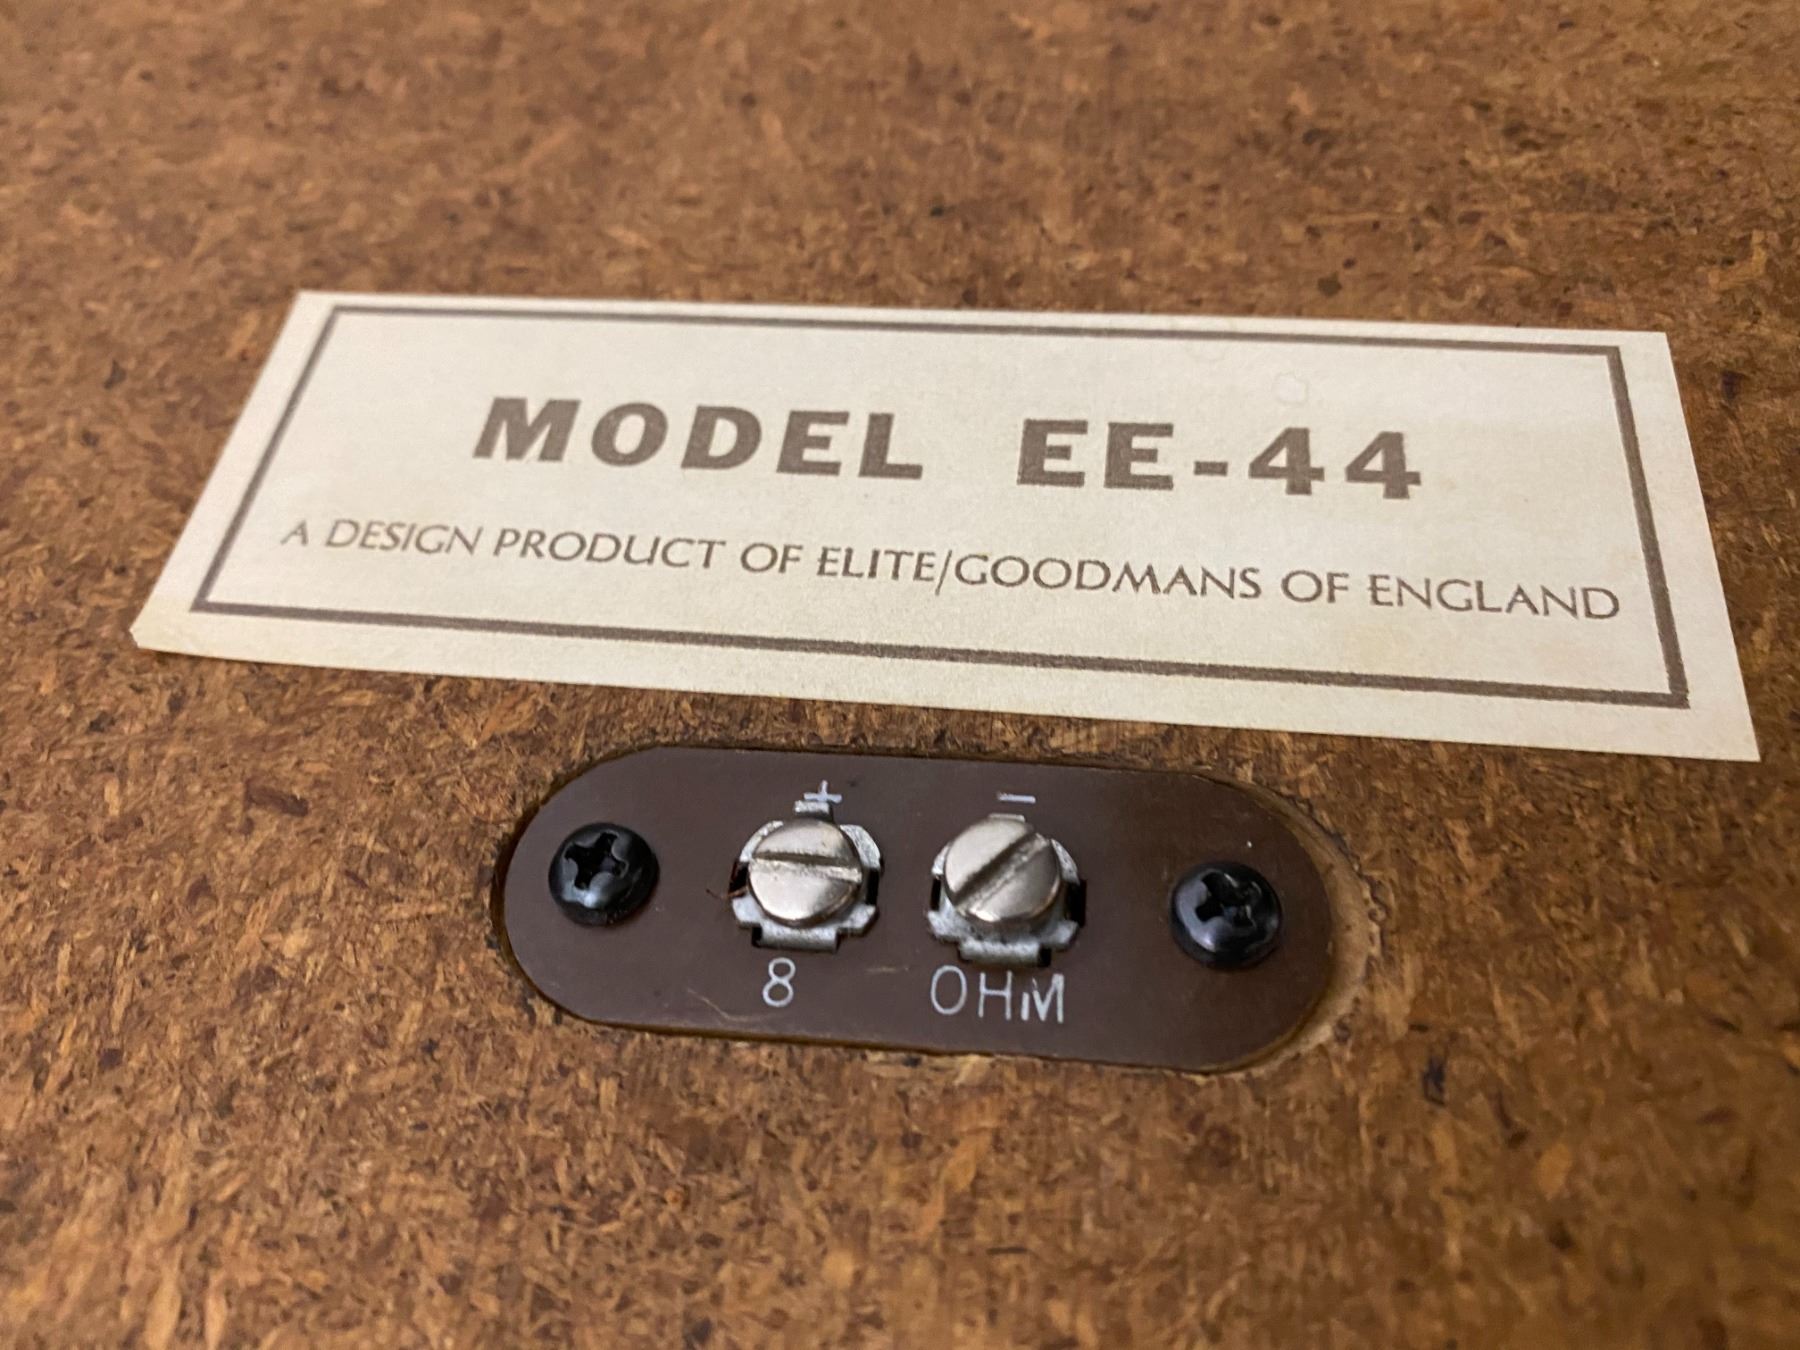 MODEL EE-44
A DESIGN PRODUCT OF ELITE/GOODMANS OF ENGLAND
+ −
8 OHM